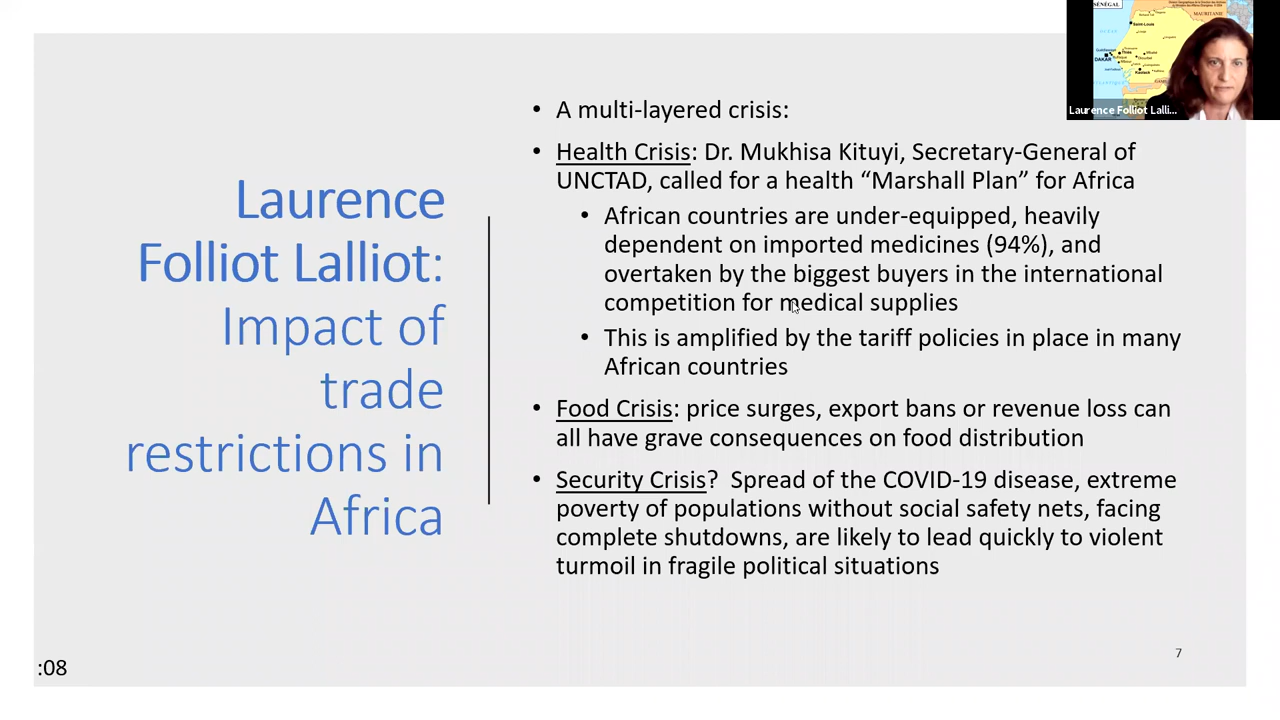 Laurence
Folliot Lalliot:
Impact of
trade
restrictions in
Africa
• A multi-layered crisis:
• Health Crisis: Dr. Mukhisa Kituyi, Secretary-General of
UNCTAD, called for a health “Marshall Plan” for Africa
• African countries are under-equipped, heavily
dependent on imported medicines (94%), and
overtaken by the biggest buyers in the international
competition for medical supplies
• This is amplified by the tariff policies in place in many
African countries
• Food Crisis: price surges, export bans or revenue loss can
all have grave consequences on food distribution
• Security Crisis? Spread of the COVID-19 disease, extreme
poverty of populations without social safety nets, facing
complete shutdowns, are likely to lead quickly to violent
turmoil in fragile political situations
:08
7
SÉNÉGAL
MAURITANIE
Saint-Louis
DAKAR
Laurence Folliot Lalli...